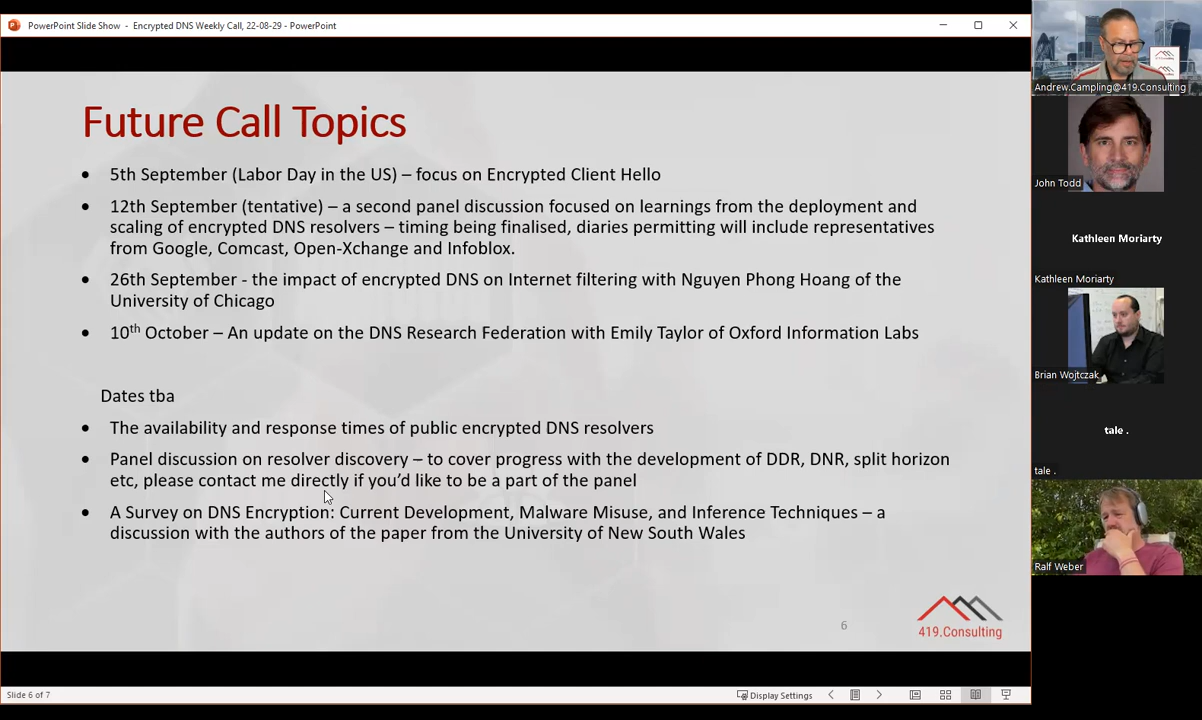 PowerPoint Slide Show - Encrypted DNS Weekly Call, 22-08-29 - PowerPoint
Future Call Topics
• 5th September (Labor Day in the US) – focus on Encrypted Client Hello
• 12th September (tentative) – a second panel discussion focused on learnings from the deployment and
scaling of encrypted DNS resolvers – timing being finalised, diaries permitting will include representatives
from Google, Comcast, Open-Xchange and Infoblox.
• 26th September - the impact of encrypted DNS on Internet filtering with Nguyen Phong Hoang of the
University of Chicago
• 10th October – An update on the DNS Research Federation with Emily Taylor of Oxford Information Labs
Dates tba
• The availability and response times of public encrypted DNS resolvers
• Panel discussion on resolver discovery – to cover progress with the development of DDR, DNR, split horizon
etc, please contact me directly if you’d like to be a part of the panel
• A Survey on DNS Encryption: Current Development, Malware Misuse, and Inference Techniques – a
discussion with the authors of the paper from the University of New South Wales
6
419.Consulting
Slide 6 of 7
Display Settings
Andrew.Campling@419.Consulting
John Todd
Kathleen Moriarty
Kathleen Moriarty
Brian Wojtczak
tale .
tale .
Ralf Weber